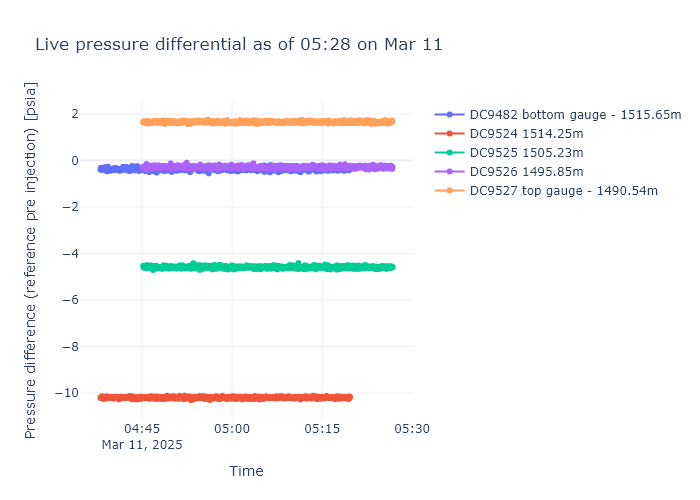 Live pressure differential as of 05:28 on Mar 11
Pressure difference (reference pre injection) [psia]
2
0
−2
−4
−6
−8
−10
04:45
Mar 11, 2025
05:00
05:15
05:30
Time
DC9482 bottom gauge - 1515.65m
DC9524 1514.25m
DC9525 1505.23m
DC9526 1495.85m
DC9527 top gauge - 1490.54m